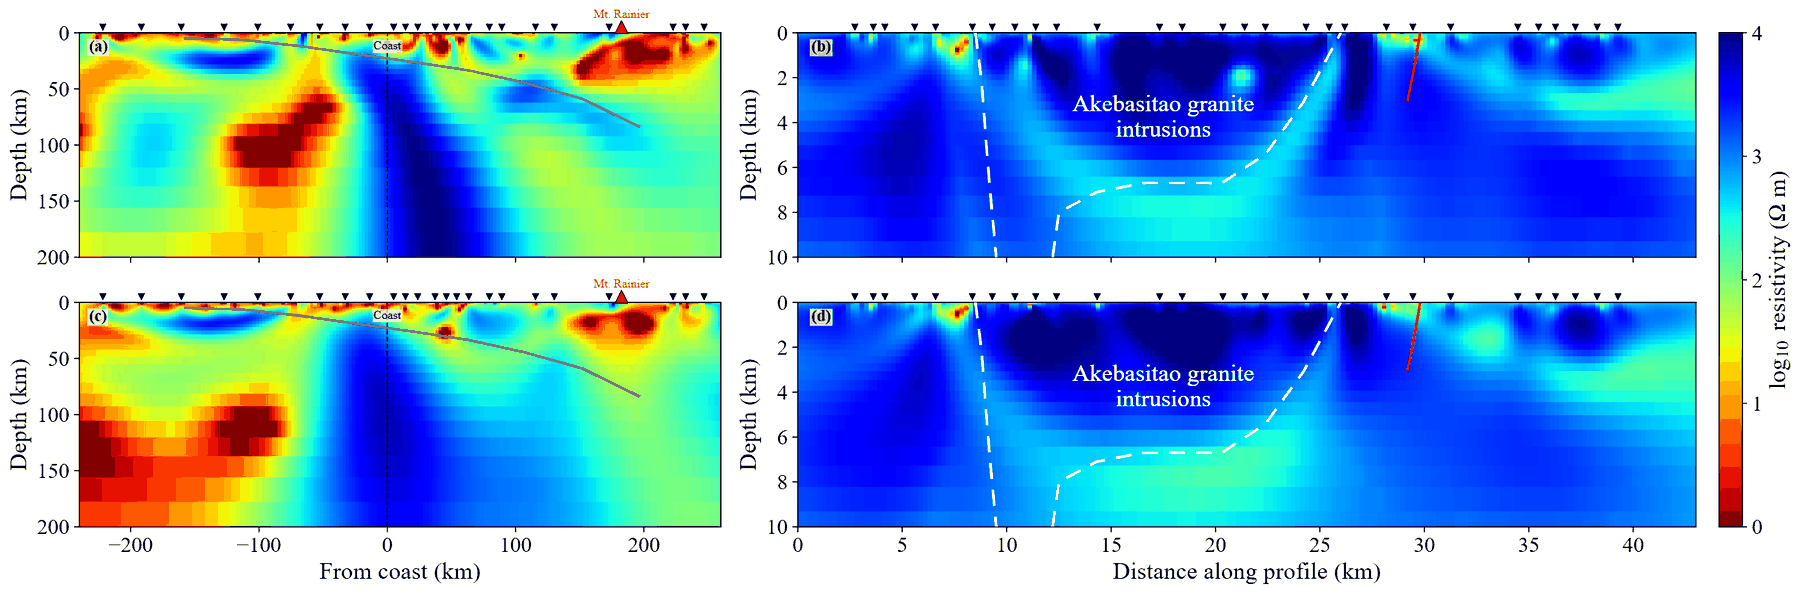 Mt. Rainier
(a)
Coast
0
50
100
150
200
Depth (km)
−200
−100
0
100
200
From coast (km)
Mt. Rainier
(c)
Coast
0
50
100
150
200
Depth (km)
(b)
Akebasitao granite
intrusions
0
2
4
6
8
10
Depth (km)
(d)
Akebasitao granite
intrusions
0
2
4
6
8
10
Depth (km)
0
5
10
15
20
25
30
35
40
Distance along profile (km)
4
3
2
1
0
log₁₀ resistivity (Ω m)